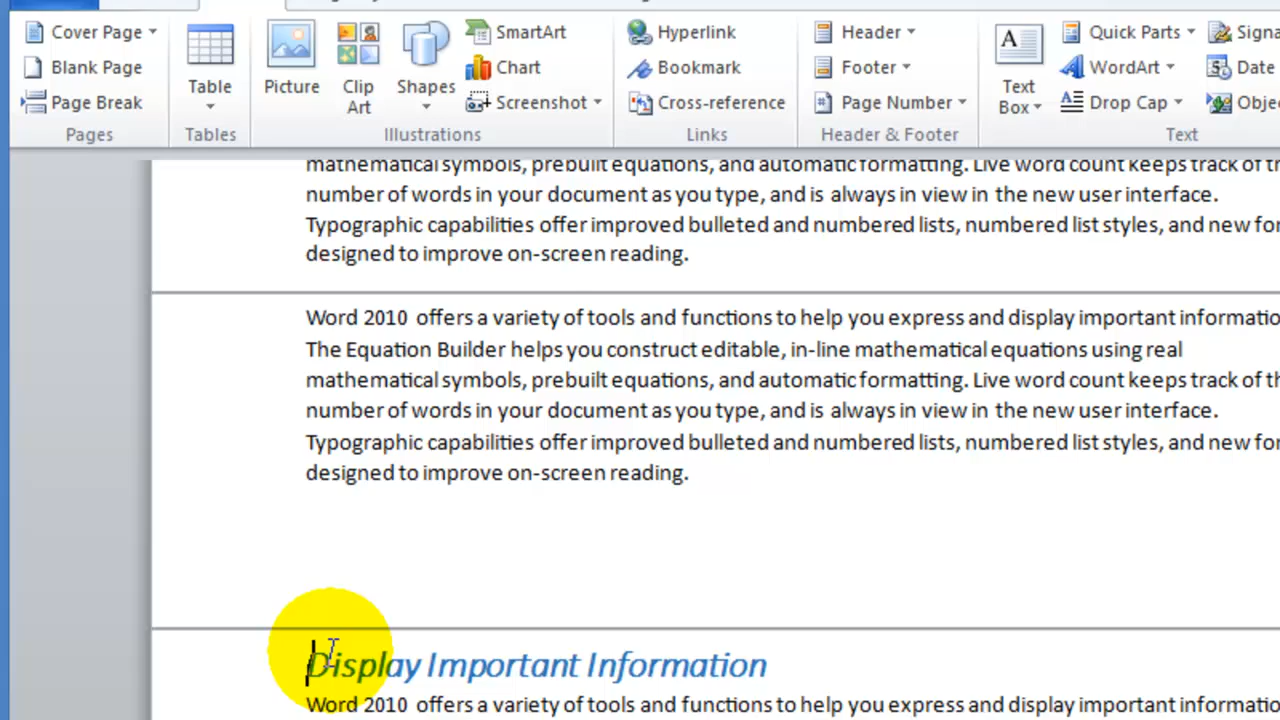 Cover Page
Blank Page
Page Break
Pages
Table
Tables
Picture
Clip
Art
Shapes
SmartArt
Chart
Screenshot
Illustrations
Hyperlink
Bookmark
Cross-reference
Links
Header
Footer
Page Number
Header & Footer
Text
Box
Quick Parts
WordArt
Drop Cap
Signa
Date
Objec
Text
mathematical symbols, prebuilt equations, and automatic formatting. Live word count keeps track of th
number of words in your document as you type, and is always in view in the new user interface.
Typographic capabilities offer improved bulleted and numbered lists, numbered list styles, and new for
designed to improve on-screen reading.
Word 2010 offers a variety of tools and functions to help you express and display important informatio
The Equation Builder helps you construct editable, in-line mathematical equations using real
mathematical symbols, prebuilt equations, and automatic formatting. Live word count keeps track of th
number of words in your document as you type, and is always in view in the new user interface.
Typographic capabilities offer improved bulleted and numbered lists, numbered list styles, and new for
designed to improve on-screen reading.
Display Important Information
Word 2010 offers a variety of tools and functions to help you express and display important informatio